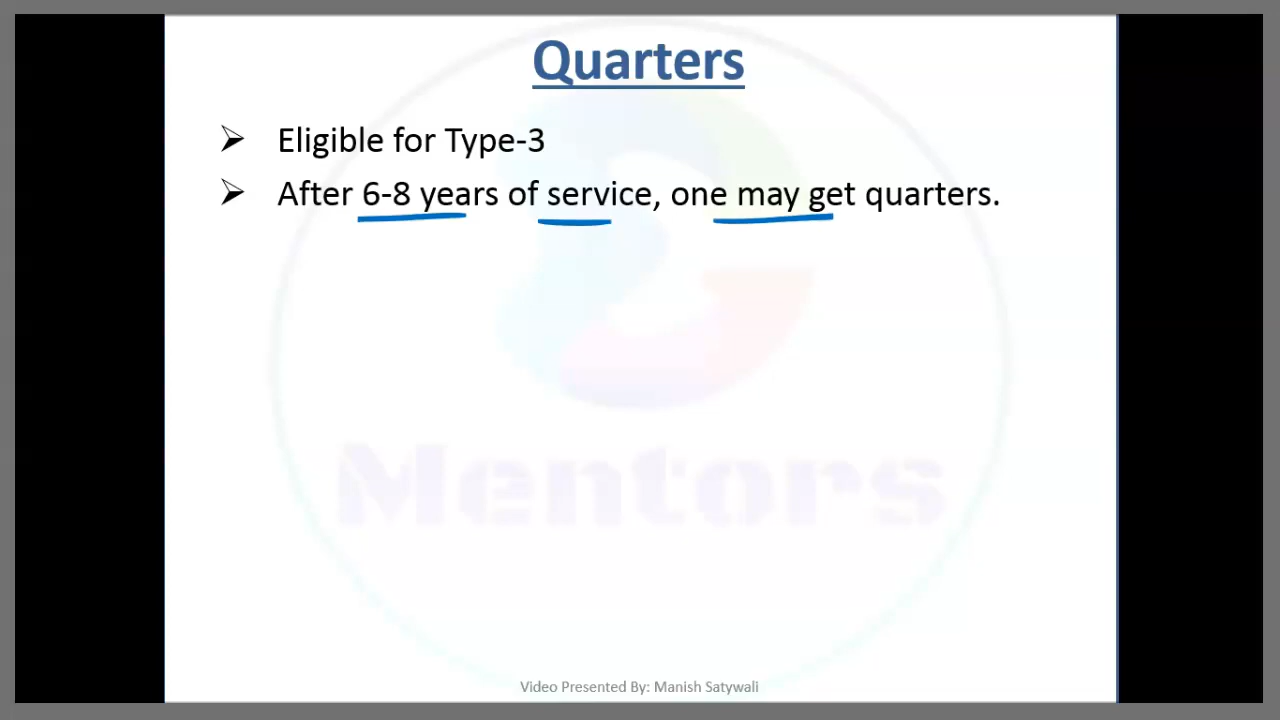 Quarters
Eligible for Type-3
After 6-8 years of service, one may get quarters.
Mentors
Video Presented By: Manish Satywali